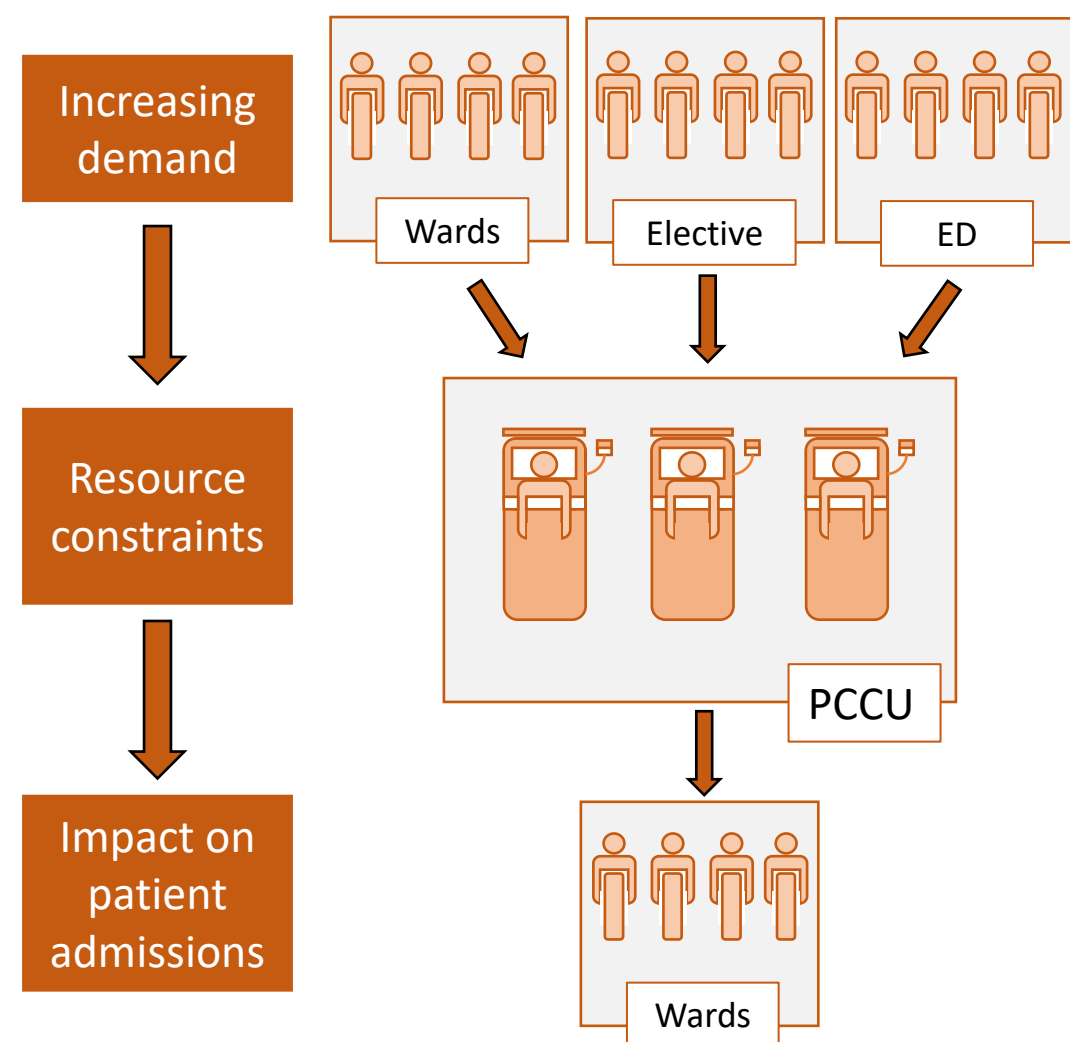 Increasing
demand
Wards
Elective
ED
Resource
constraints
PCCU
Impact on
patient
admissions
Wards